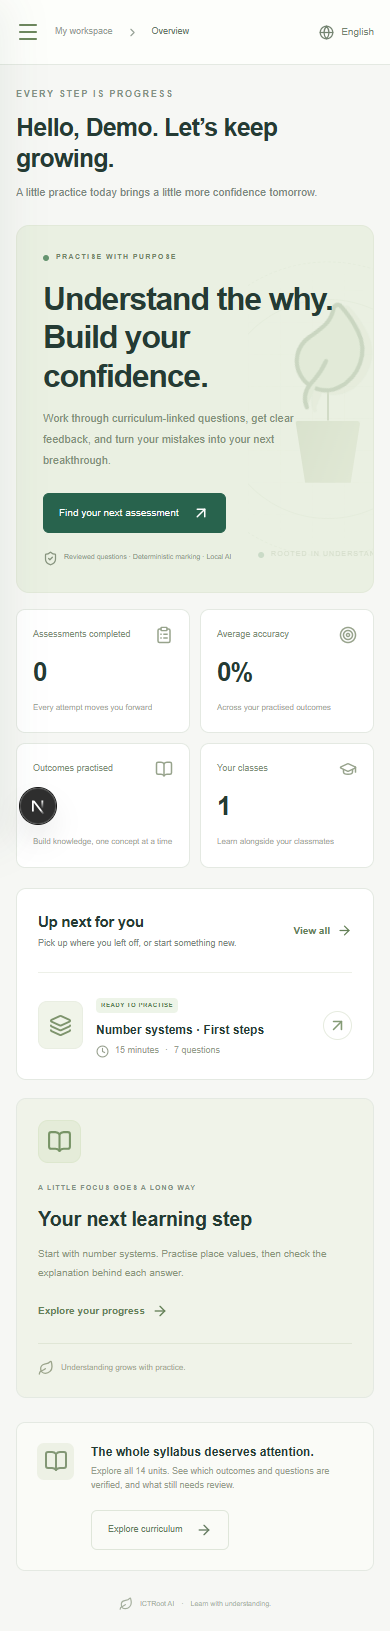 My workspace > Overview English
EVERY STEP IS PROGRESS
Hello, Demo. Let's keep
growing.
A little practice today brings a little more confidence tomorrow.
PRACTISE WITH PURPOSE
Understand the why.
Build your
confidence.
Work through curriculum-linked questions, get clear
feedback, and turn your mistakes into your next
breakthrough.
Find your next assessment
Reviewed questions · Deterministic marking · Local AI
ROOTED IN
Assessments completed
0
Every attempt moves you forward
Average accuracy
0%
Across your practised outcomes
Outcomes practised
N
Build knowledge, one concept at a time
Your classes
1
Learn alongside your classmates
Up next for you
Pick up where you left off, or start something new.
View all
READY TO PRACTISE
Number systems · First steps
15 minutes · 7 questions
A LITTLE FOCUS GOES A LONG WAY
Your next learning step
Start with number systems. Practise place values, then check the
explanation behind each answer.
Explore your progress
Understanding grows with practice.
The whole syllabus deserves attention.
Explore all 14 units. See which outcomes and questions are
verified, and what still needs review.
Explore curriculum
ICTRoot AI · Learn with understanding.